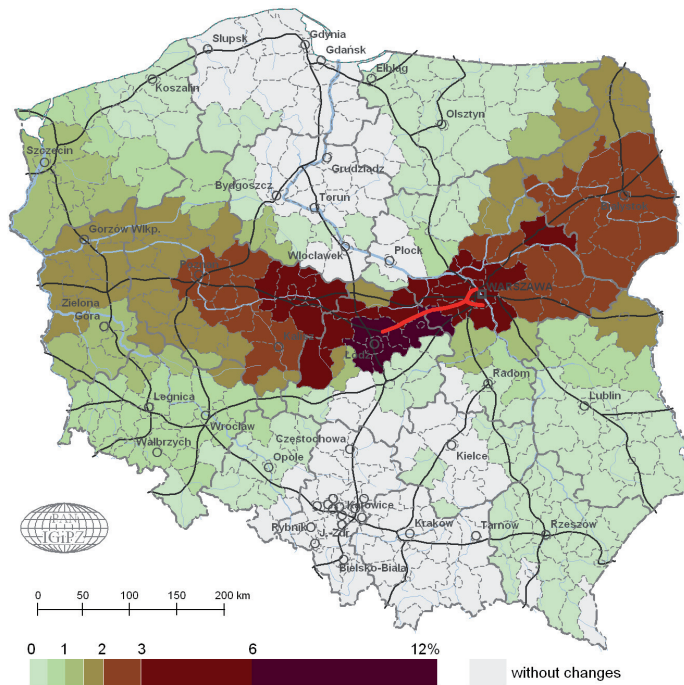 Gdynia
Słupsk
Gdańsk
Koszalin
Elbląg
Olsztyn
Szczecin
Grudziądz
Bydgoszcz
Toruń
Gorzów Wlkp.
Włocławek
Płock
WARSZAWA
Zielona
Góra
Łódź
Radom
Legnica
Lublin
Wrocław
Wałbrzych
Częstochowa
Opole
Kielce
Katowice
Rybnik
J.-Zdr.
Kraków
Tarnów
Rzeszów
Bielsko-Biała
PAN
IGiPZ
0 50 100 150 200 km
0 1 2 3 6 12%
without changes